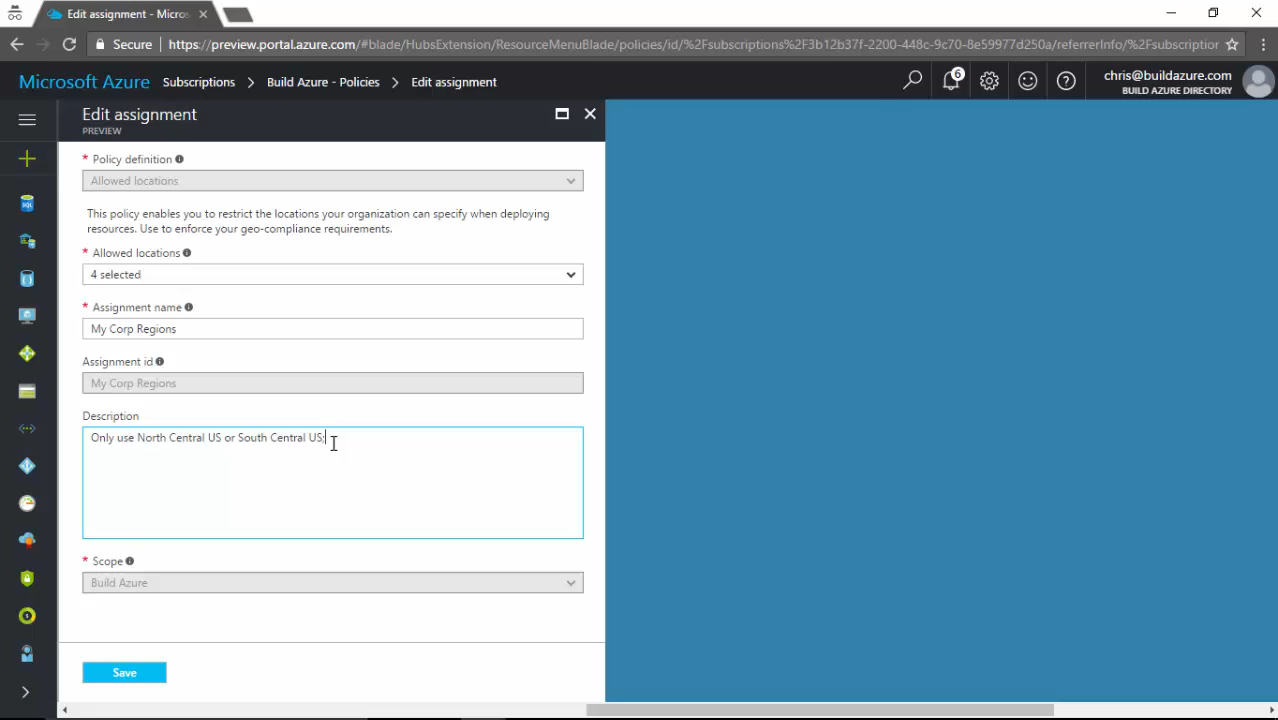 Edit assignment - Micros
Secure
https://preview.portal.azure.com/#blade/HubsExtension/ResourceMenuBlade/policies/id/%2Fsubscriptions%2F3b12b37f-2200-448c-9c70-8e59977d250a/referrerInfo/%2Fsubscription
Microsoft Azure
Subscriptions > Build Azure - Policies > Edit assignment
6
chris@buildazure.com
BUILD AZURE DIRECTORY
Edit assignment
PREVIEW
* Policy definition
Allowed locations
This policy enables you to restrict the locations your organization can specify when deploying
resources. Use to enforce your geo-compliance requirements.
* Allowed locations
4 selected
* Assignment name
My Corp Regions
Assignment id
My Corp Regions
Description
Only use North Central US or South Central US;
* Scope
Build Azure
Save
SQL